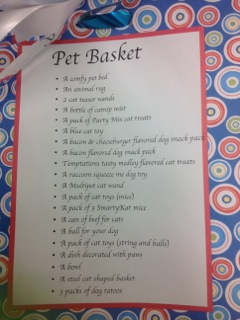 Pet Basket
• A comfy pet bed
• An animal rug
• 2 cat teaser wands
• A bottle of catnip mist
• A pack of Party Mix cat treats
• A blue cat toy
• A bacon & cheeseburger flavored dog snack pack
• A bacon flavored dog snack pack
• Temptations tasty medley flavored cat treats
• A raccoon squeeze me dog toy
• A Multipet cat wand
• A pack of cat toys (mice)
• A pack of 3 SmartyKat mice
• A can of beef for cats
• A ball for your dog
• A pack of cat toys (string and balls)
• A dish decorated with paws
• A bowl
• A steel cat shaped basket
• 3 packs of dog tatoos